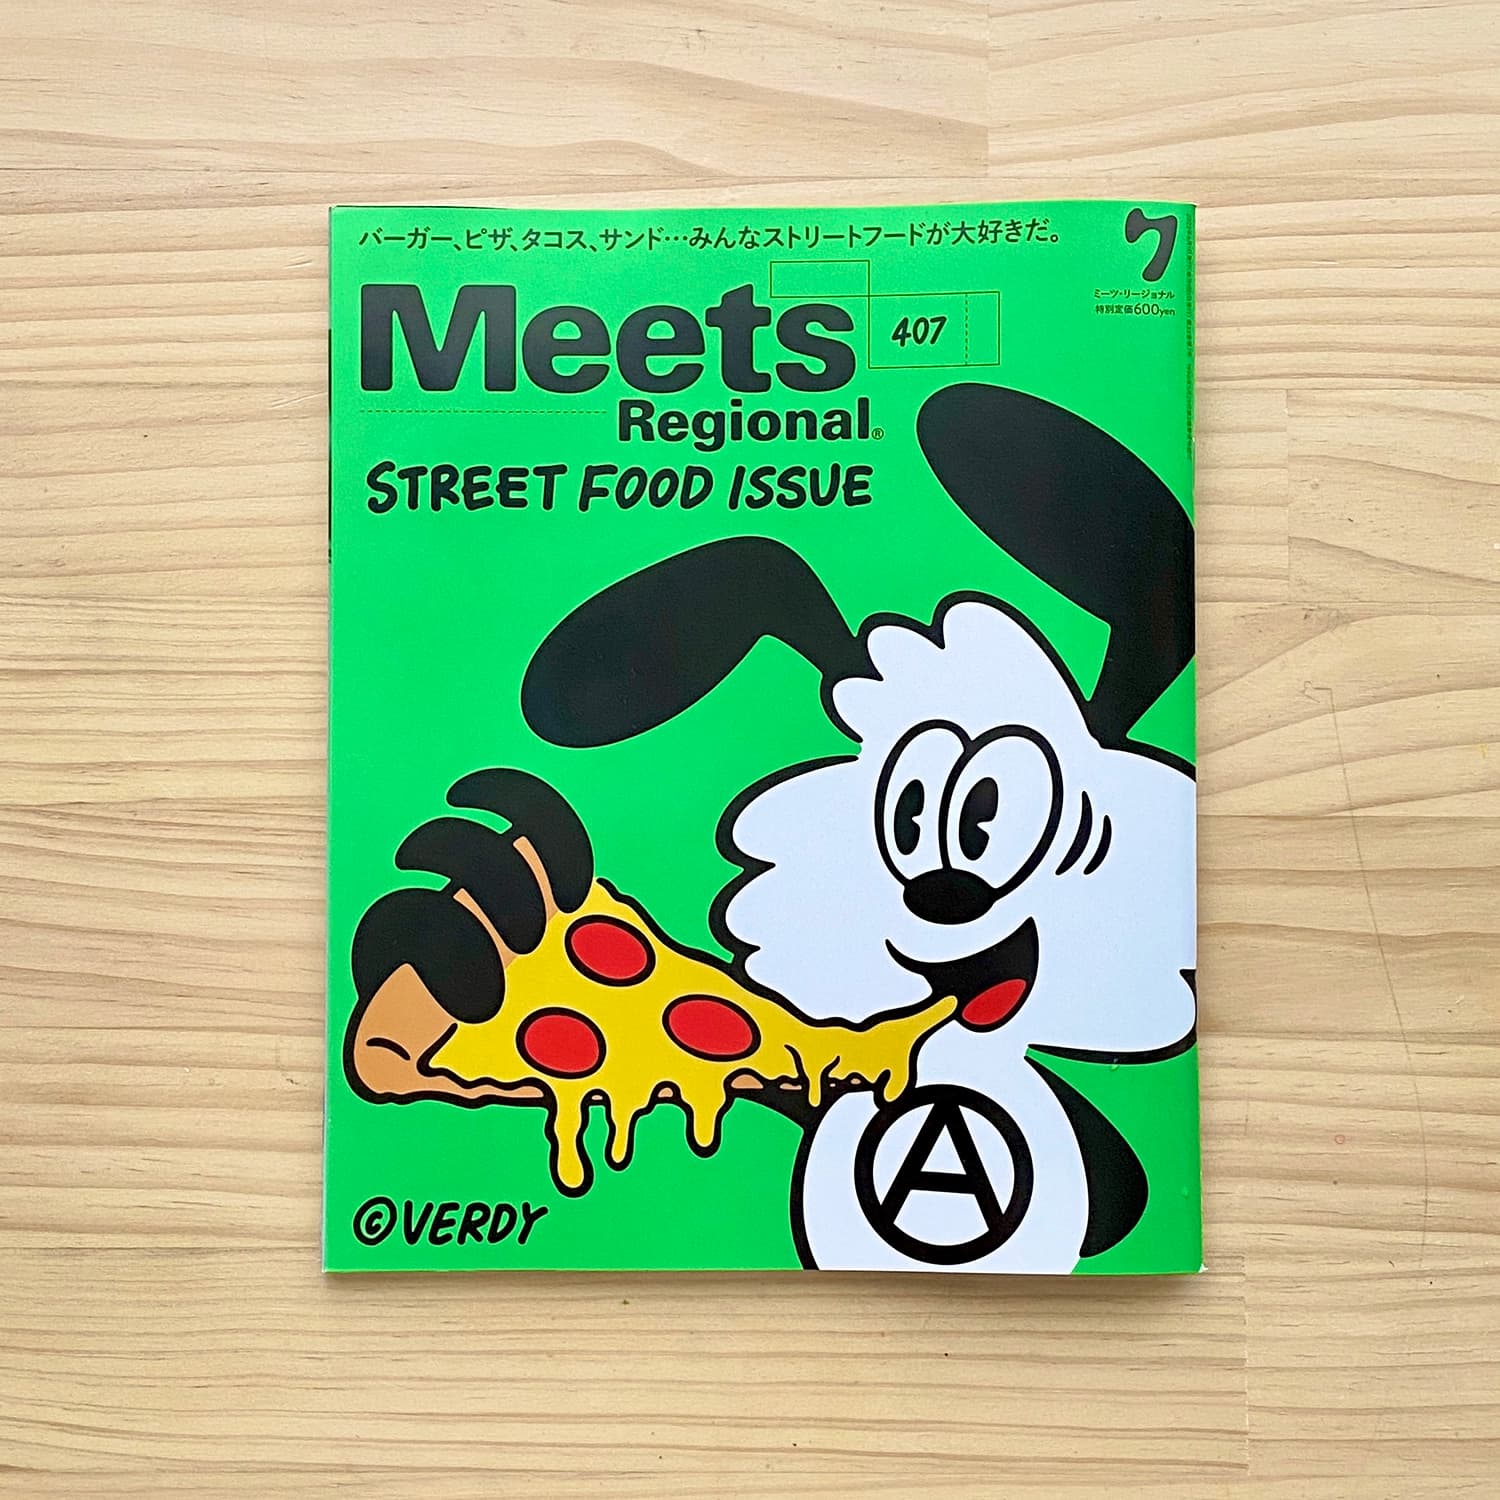 バーガー、ピザ、タコス、サンド…みんなストリートフードが大好きだ。
7
ミーツ・リージョナル
特別定価600yen
Meets
407
Regional®
STREET FOOD ISSUE
A
©VERDY